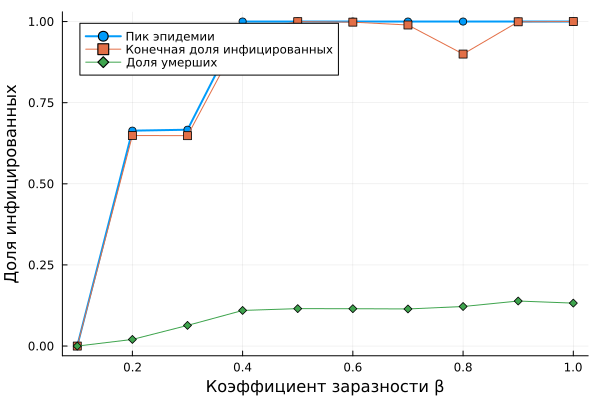 1.00
0.75
0.50
0.25
0.00
Доля инфицированных
Пик эпидемии
Конечная доля инфицированных
Доля умерших
0.2
0.4
0.6
0.8
1.0
Коэффициент заразности β